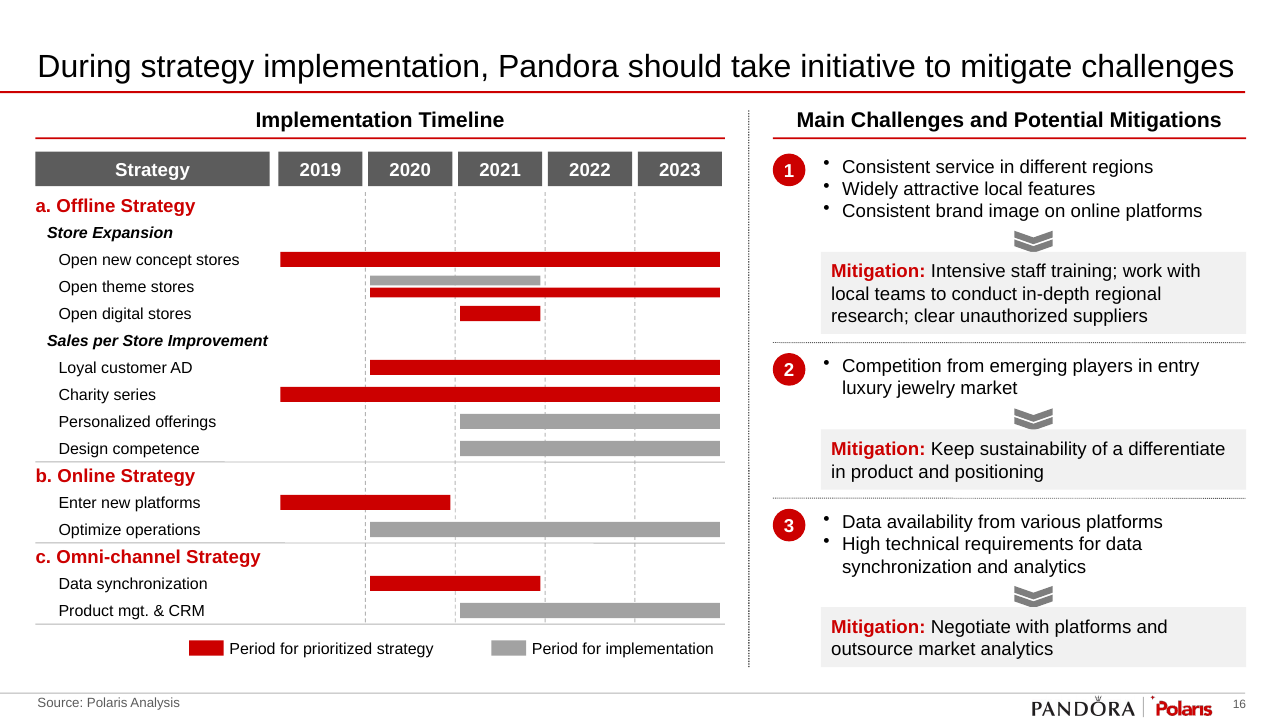 During strategy implementation, Pandora should take initiative to mitigate challenges
Implementation Timeline
Strategy 2019 2020 2021 2022 2023
a. Offline Strategy
Store Expansion
Open new concept stores
Open theme stores
Open digital stores
Sales per Store Improvement
Loyal customer AD
Charity series
Personalized offerings
Design competence
b. Online Strategy
Enter new platforms
Optimize operations
c. Omni-channel Strategy
Data synchronization
Product mgt. & CRM
Period for prioritized strategy
Period for implementation
Main Challenges and Potential Mitigations
1
• Consistent service in different regions
• Widely attractive local features
• Consistent brand image on online platforms
Mitigation: Intensive staff training; work with
local teams to conduct in-depth regional
research; clear unauthorized suppliers
2
• Competition from emerging players in entry
luxury jewelry market
Mitigation: Keep sustainability of a differentiate
in product and positioning
3
• Data availability from various platforms
• High technical requirements for data
synchronization and analytics
Mitigation: Negotiate with platforms and
outsource market analytics
Source: Polaris Analysis
PANDÖRA
Polaris
16